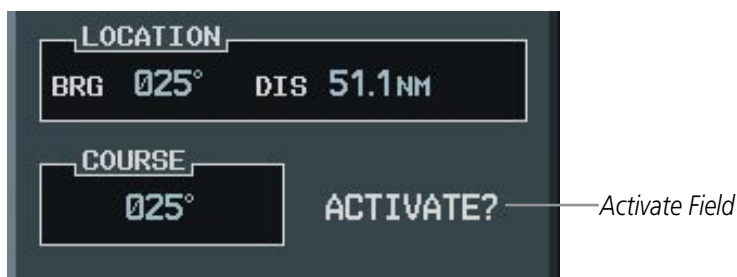 LOCATION
BRG 025° DIS 51.1NM
COURSE
025° ACTIVATE? Activate Field